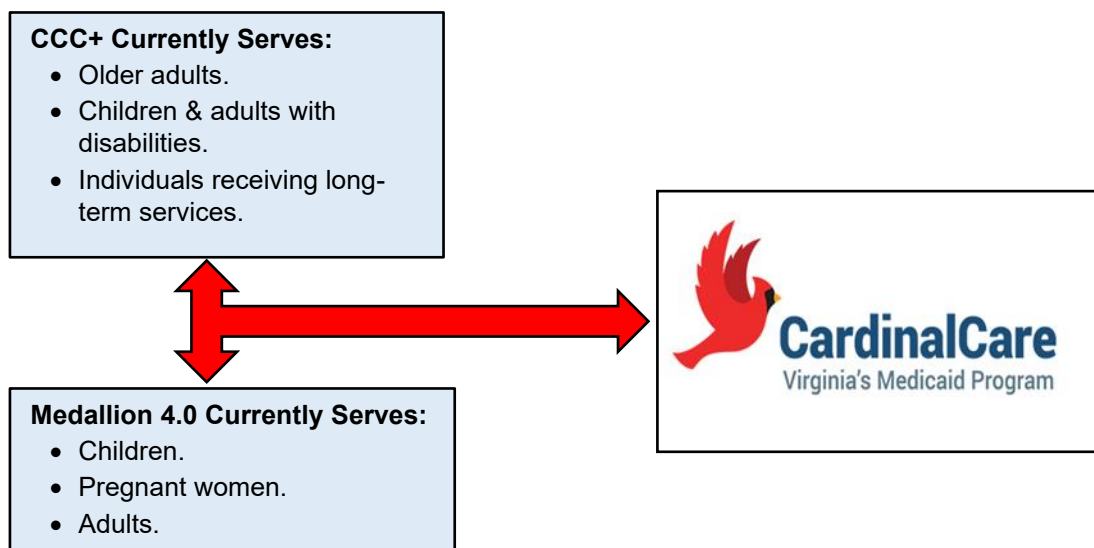 CCC+ Currently Serves:
• Older adults.
• Children & adults with
disabilities.
• Individuals receiving long-
term services.
CardinalCare
Virginia's Medicaid Program
Medallion 4.0 Currently Serves:
• Children.
• Pregnant women.
• Adults.